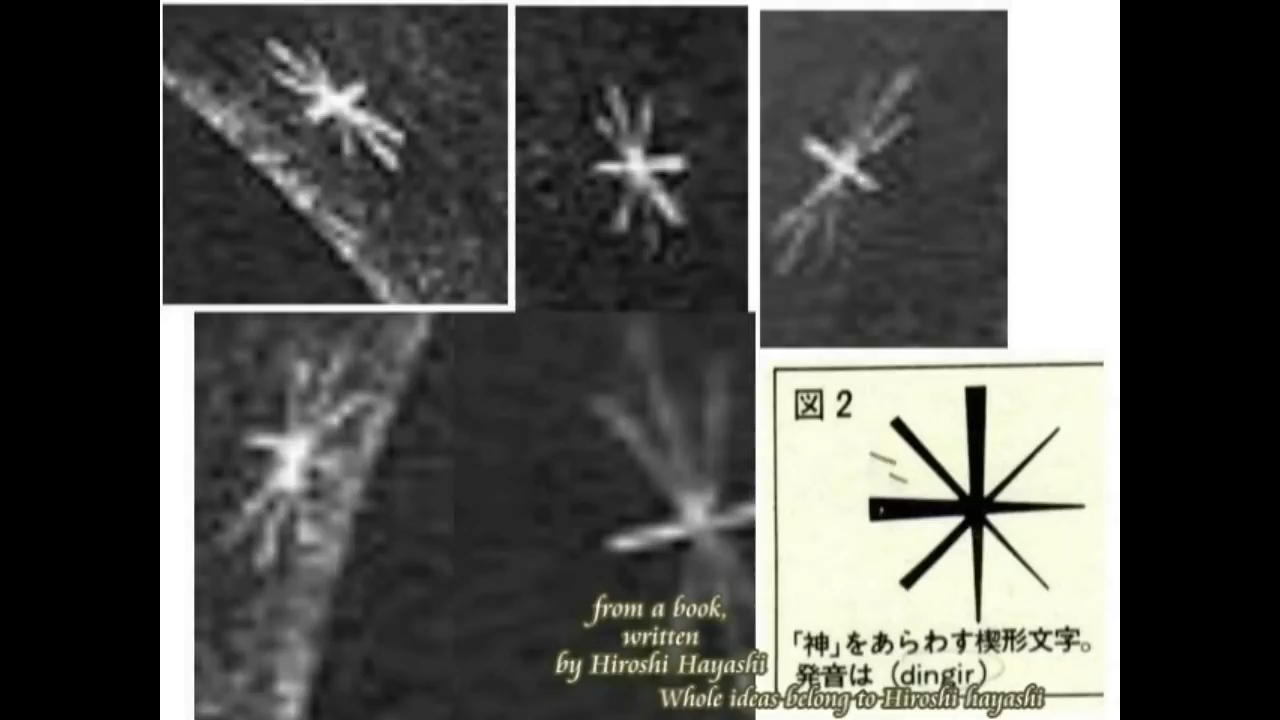 図2
「神」をあらわす楔形文字。
発音は（dingir）
from a book,
written
by Hiroshi Hayashi
Whole ideas belong to Hiroshi hayashi